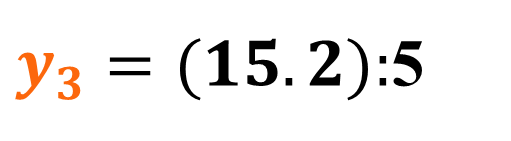 y₃ = (15. 2):5